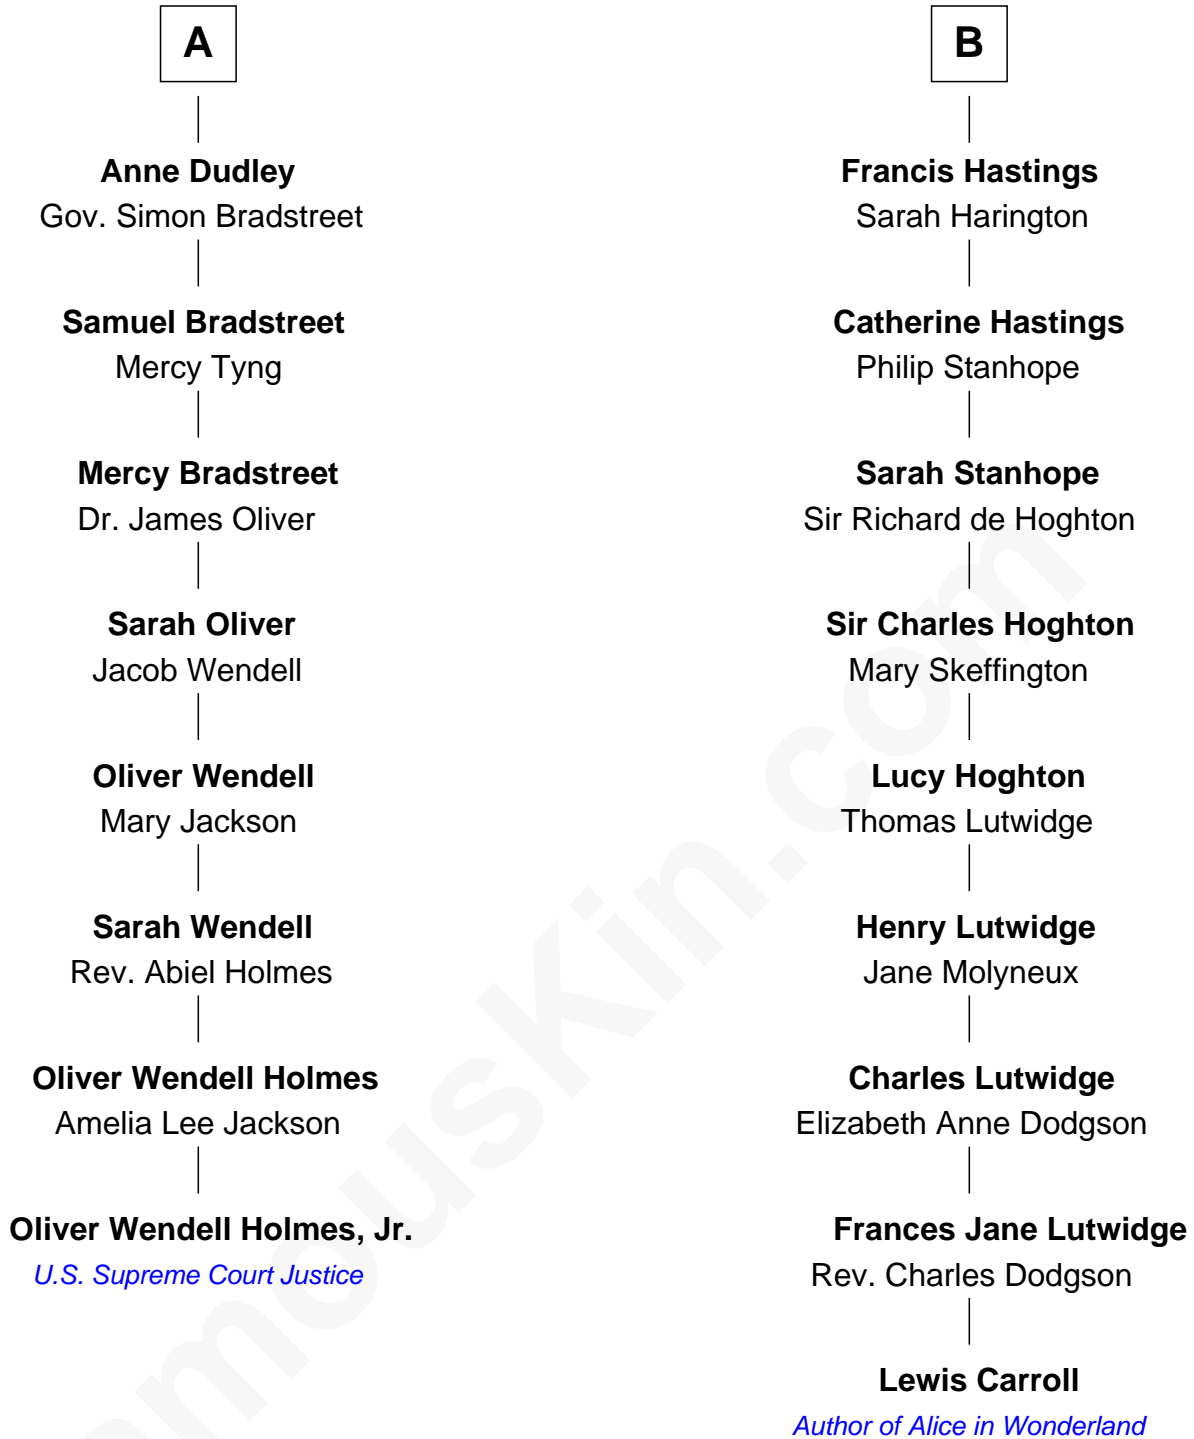 A
Anne Dudley
Gov. Simon Bradstreet
Samuel Bradstreet
Mercy Tyng
Mercy Bradstreet
Dr. James Oliver
Sarah Oliver
Jacob Wendell
Oliver Wendell
Mary Jackson
Sarah Wendell
Rev. Abiel Holmes
Oliver Wendell Holmes
Amelia Lee Jackson
Oliver Wendell Holmes, Jr.
U.S. Supreme Court Justice
B
Francis Hastings
Sarah Harington
Catherine Hastings
Philip Stanhope
Sarah Stanhope
Sir Richard de Hoghton
Sir Charles Hoghton
Mary Skeffington
Lucy Hoghton
Thomas Lutwidge
Henry Lutwidge
Jane Molyneux
Charles Lutwidge
Elizabeth Anne Dodgson
Frances Jane Lutwidge
Rev. Charles Dodgson
Lewis Carroll
Author of Alice in Wonderland
amouskin.com